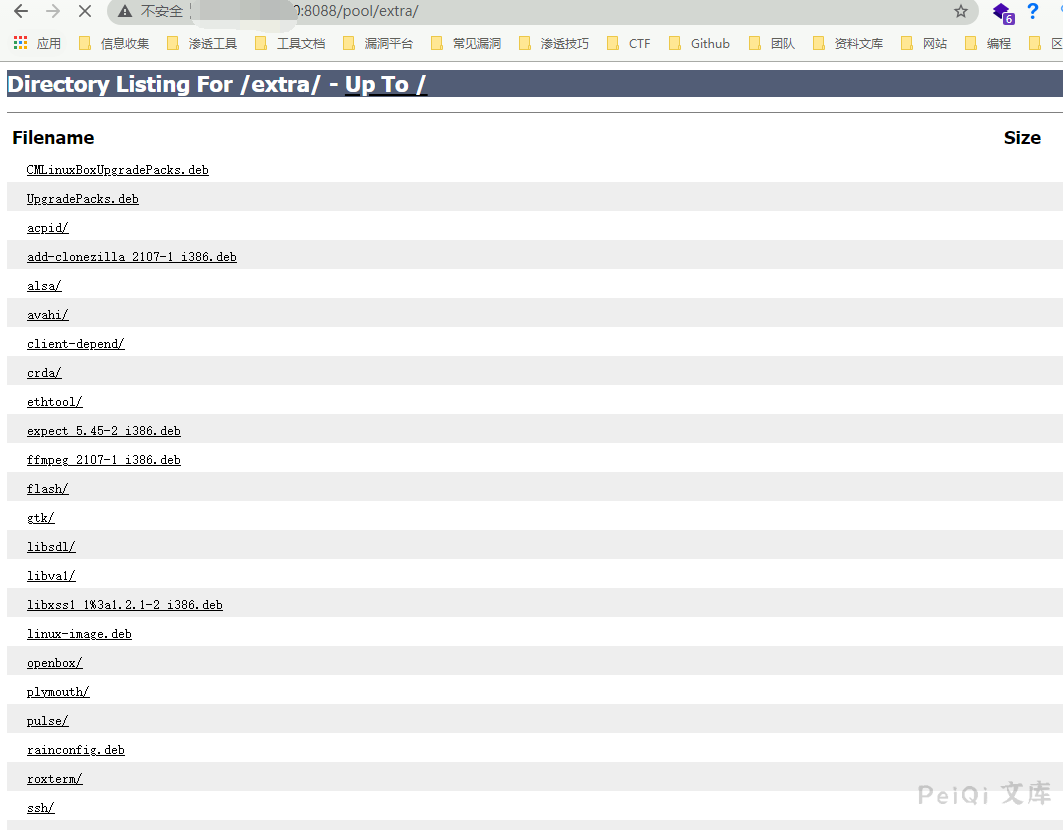 不安全 0:8088/pool/extra/
6 ?
应用 信息收集 渗透工具 工具文档 漏洞平台 常见漏洞 渗透技巧 CTF Github 团队 资料文库 网站 编程 区
Directory Listing For /extra/ - Up To /
Filename Size
CMLinuxBoxUpgradePacks.deb
UpgradePacks.deb
acpid/
add-clonezilla_2107-1_i386.deb
alsa/
avahi/
client-depend/
crda/
ethtool/
expect_5.45-2_i386.deb
ffmpeg_2107-1_i386.deb
flash/
gtk/
libsdl/
libva1/
libxss1_1%3a1.2.1-2_i386.deb
linux-image.deb
openbox/
plymouth/
pulse/
rainconfig.deb
roxterm/
ssh/
PeiQi 文库